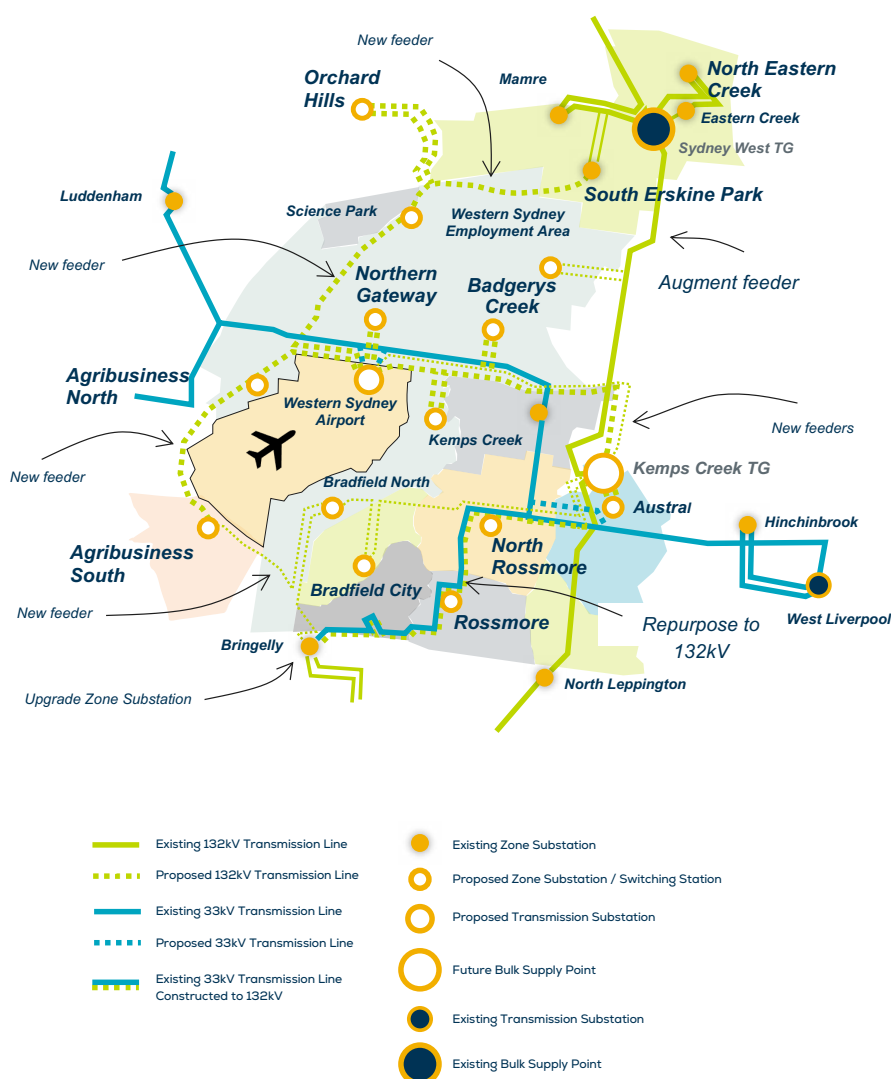 New feeder
Orchard
Hills
Mamre
North Eastern
Creek
Eastern Creek
Sydney West TG
Luddenham
South Erskine Park
Science Park
Western Sydney
Employment Area
New feeder
Northern
Gateway
Badgerys
Creek
Augment feeder
Agribusiness
North
Western Sydney
Airport
Kemps Creek
New feeders
New feeder
Bradfield North
Kemps Creek TG
Austral
Hinchinbrook
Agribusiness
South
North
Rossmore
Bradfield City
New feeder
Rossmore
Repurpose to
132kV
West Liverpool
Bringelly
North Leppington
Upgrade Zone Substation
Existing 132kV Transmission Line
Proposed 132kV Transmission Line
Existing 33kV Transmission Line
Proposed 33kV Transmission Line
Existing 33kV Transmission Line
Constructed to 132kV
Existing Zone Substation
Proposed Zone Substation / Switching Station
Proposed Transmission Substation
Future Bulk Supply Point
Existing Transmission Substation
Existing Bulk Supply Point